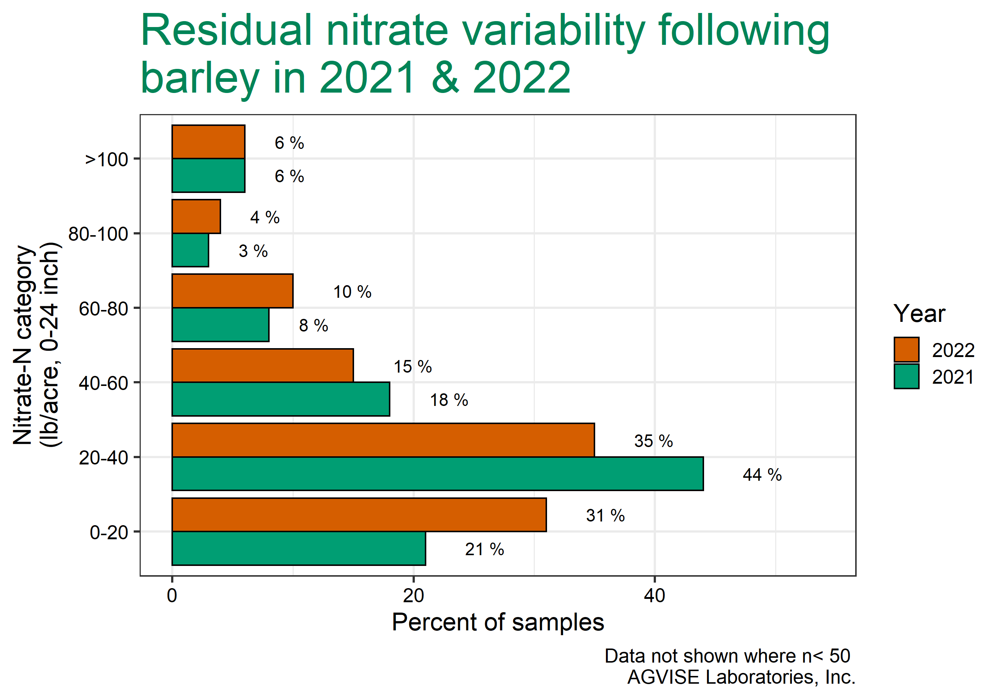 Residual nitrate variability following
barley in 2021 & 2022
Nitrate-N category
(lb/acre, 0-24 inch)
>100
6 %
6 %
80-100
4 %
3 %
60-80
10 %
8 %
40-60
15 %
18 %
20-40
35 %
44 %
0-20
31 %
21 %
0
20
40
Percent of samples
Year
2022
2021
Data not shown where n< 50
AGVISE Laboratories, Inc.